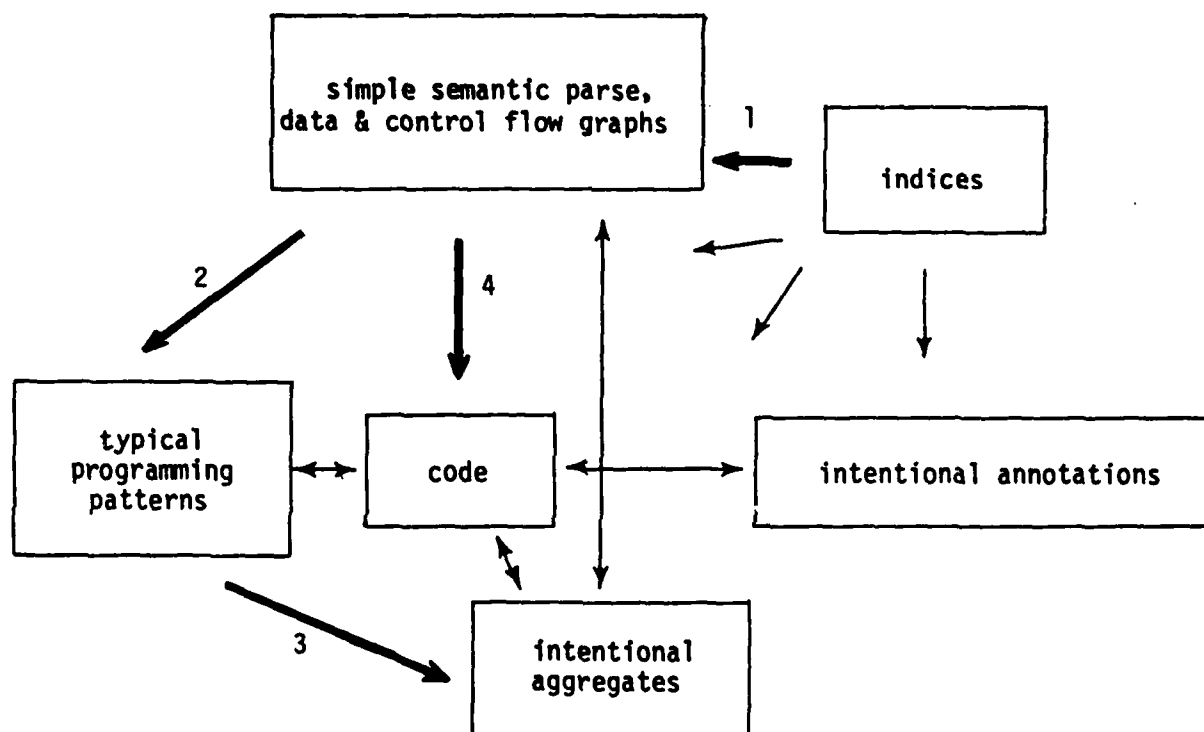 simple semantic parse,
data & control flow graphs
1
indices
2
4
typical
programming
patterns
code
intentional annotations
3
intentional
aggregates